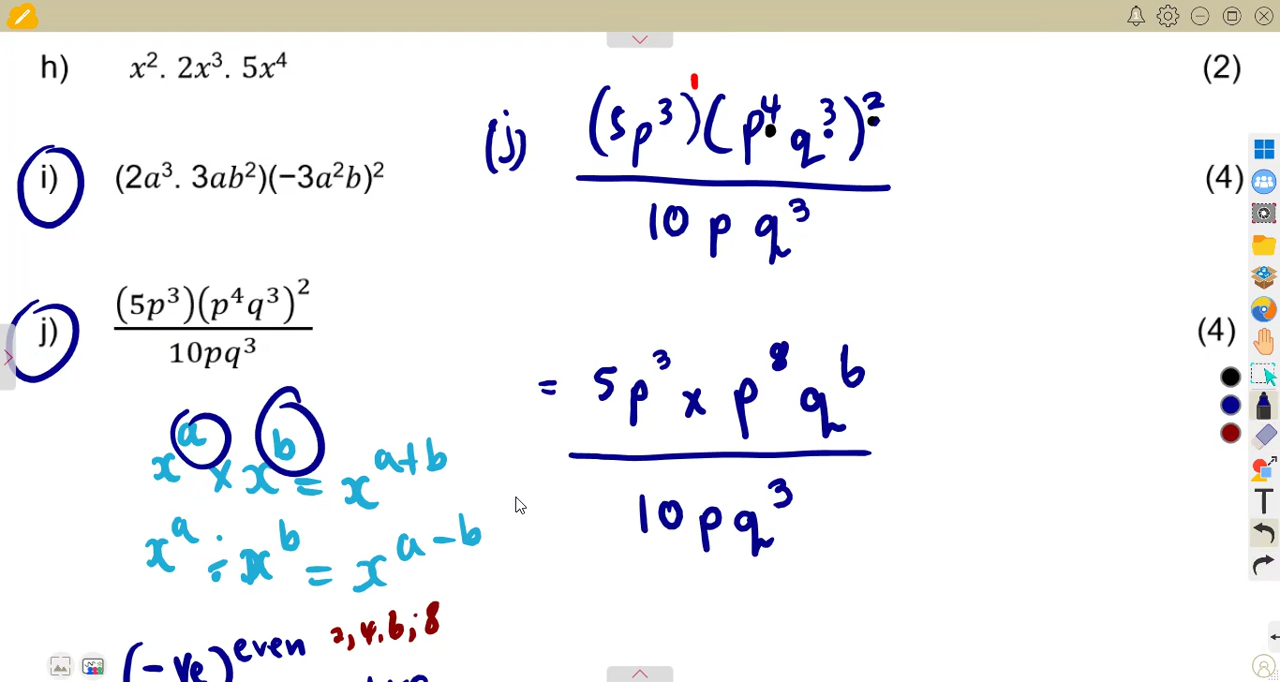 h) x². 2x³. 5x⁴ (2)
i) (2a³. 3ab²)(−3a²b)² (4)
j) (5p³)(p⁴q³)² / 10pq³ (4)
(j) (5p³)¹(p⁴q³)² / 10pq³
= 5p³ × p⁸q⁶ / 10pq³
xᵃ × xᵇ = xᵃ⁺ᵇ
xᵃ ÷ xᵇ = xᵃ⁻ᵇ
(−ve)ᵉᵛᵉⁿ 2,4,6,;8